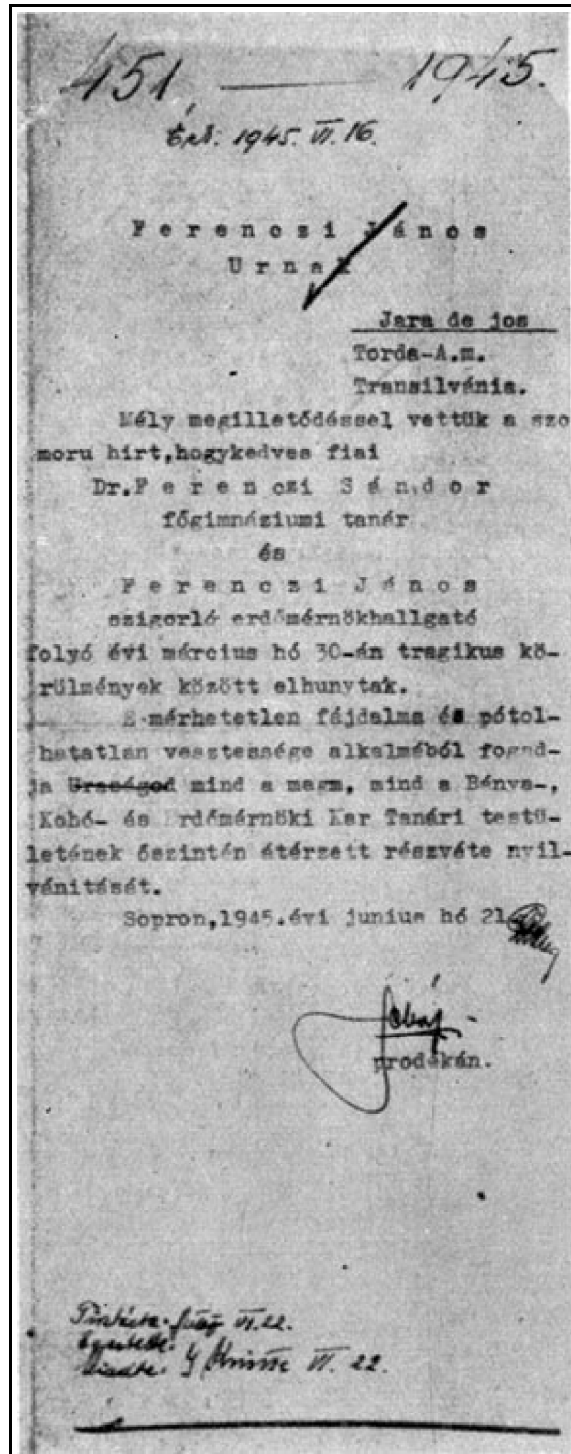 451 — 1945.
Érk. 1945. VI. 16.
Ferenczi János
Urnak
Jara de jos
Torda-A.m.
Transilvánia.
Mély megilletődéssel vettük a szo
moru hirt,hogykedves fiai
Dr.Ferenczi Sándor
főgimnáziumi tanár
és
Ferenczi János
szigorló erdőmérnökhallgató
folyó évi március hó 30-án tragikus kö-
rülmények között elhunytak.
E mérhetetlen fájdalma és pótol-
hatatlan vesztessége alkalmából fogad-
ja Uraságod mind a magm, mind a Bánya-,
Kohó- és Erdőmérnöki Kar Tanári testü-
letének őszintén átérzett részvéte nyil-
vánitását.
Sopron,1945.évi junius hó 21
prodékán.
VI.22.
VI. 22.